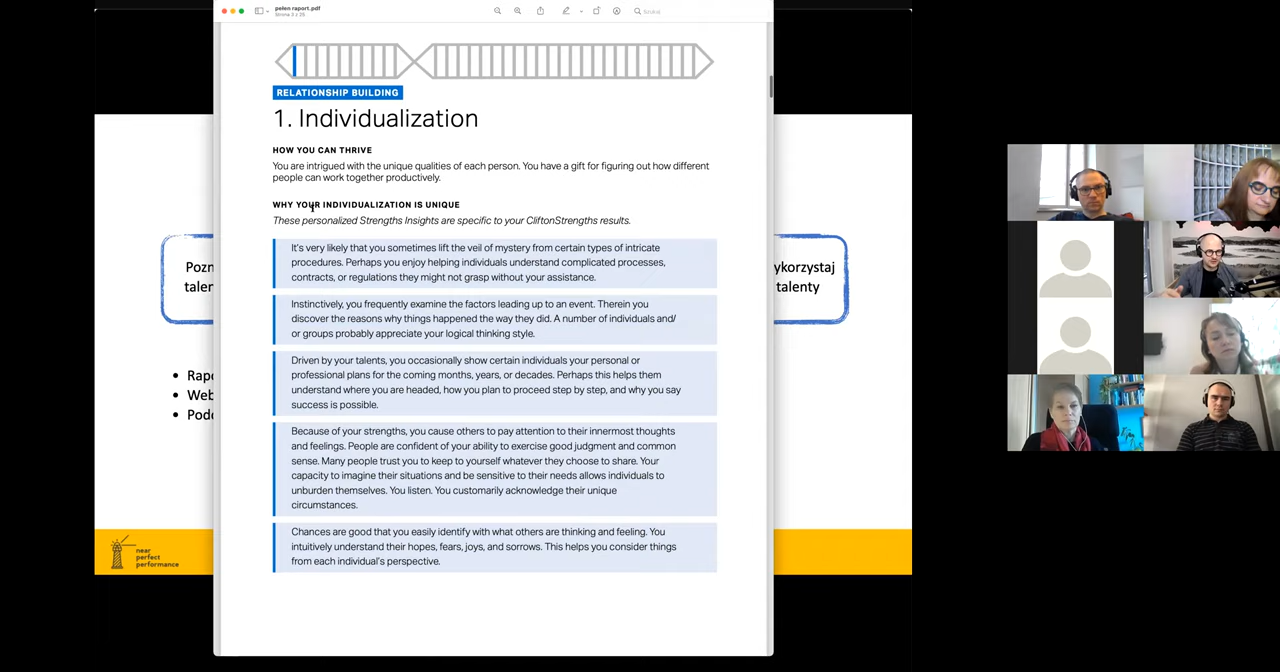 pełen raport.pdf
Strona 3 z 25
Szukaj
RELATIONSHIP BUILDING
1. Individualization
HOW YOU CAN THRIVE
You are intrigued with the unique qualities of each person. You have a gift for figuring out how different
people can work together productively.
WHY YOUR INDIVIDUALIZATION IS UNIQUE
These personalized Strengths Insights are specific to your CliftonStrengths results.
It's very likely that you sometimes lift the veil of mystery from certain types of intricate
procedures. Perhaps you enjoy helping individuals understand complicated processes,
contracts, or regulations they might not grasp without your assistance.
Instinctively, you frequently examine the factors leading up to an event. Therein you
discover the reasons why things happened the way they did. A number of individuals and/
or groups probably appreciate your logical thinking style.
Driven by your talents, you occasionally show certain individuals your personal or
professional plans for the coming months, years, or decades. Perhaps this helps them
understand where you are headed, how you plan to proceed step by step, and why you say
success is possible.
Because of your strengths, you cause others to pay attention to their innermost thoughts
and feelings. People are confident of your ability to exercise good judgment and common
sense. Many people trust you to keep to yourself whatever they choose to share. Your
capacity to imagine their situations and be sensitive to their needs allows individuals to
unburden themselves. You listen. You customarily acknowledge their unique
circumstances.
Chances are good that you easily identify with what others are thinking and feeling. You
intuitively understand their hopes, fears, joys, and sorrows. This helps you consider things
from each individual's perspective.
Pozn
talen
ykorzystaj
talenty
• Rapo
• Web
• Podc
near
perfect
performance